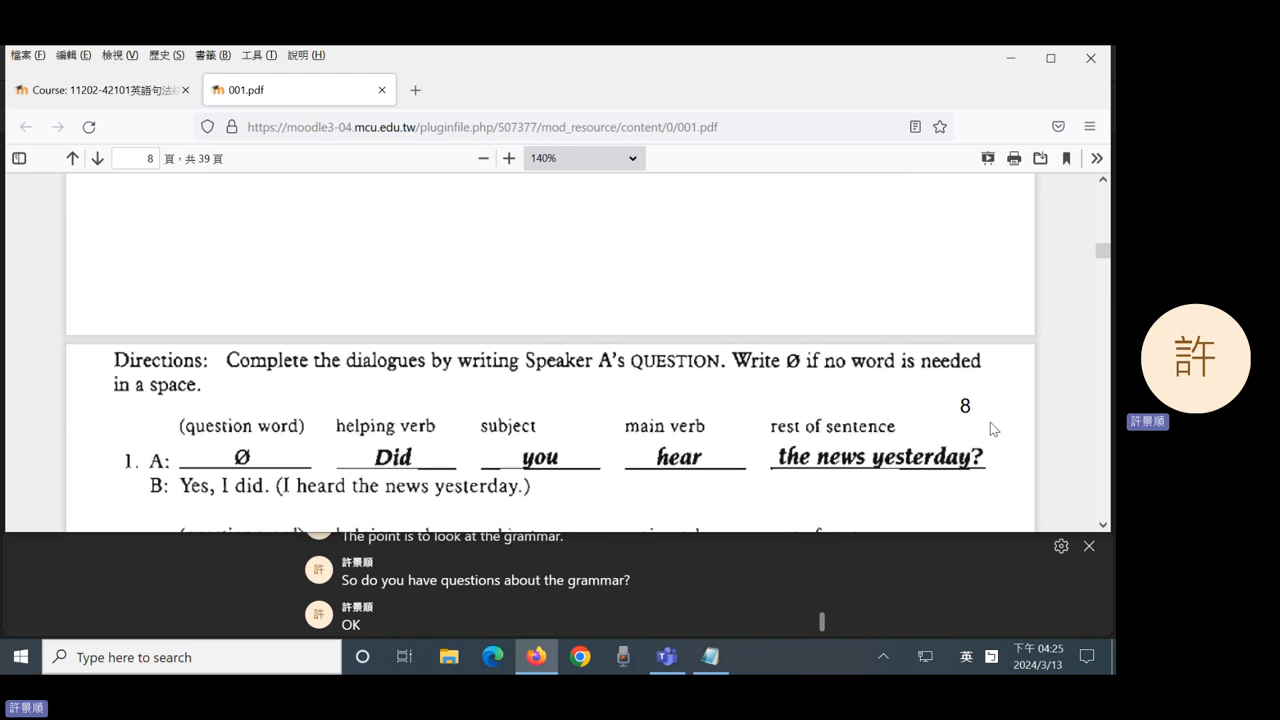 檔案(F) 編輯(E) 檢視(V) 歷史(S) 書籤(B) 工具(T) 說明(H)
Course: 11202-42101英語句法結
001.pdf
https://moodle3-04.mcu.edu.tw/pluginfile.php/507377/mod_resource/content/0/001.pdf
8 頁，共 39 頁
140%
Directions: Complete the dialogues by writing Speaker A's QUESTION. Write Ø if no word is needed
in a space.
8
(question word) helping verb subject main verb rest of sentence
1. A: Ø Did you hear the news yesterday?
B: Yes, I did. (I heard the news yesterday.)
The point is to look at the grammar.
許景順
許 So do you have questions about the grammar?
許景順
許 OK
許
許景順
Type here to search
英
下午 04:25
2024/3/13
許景順